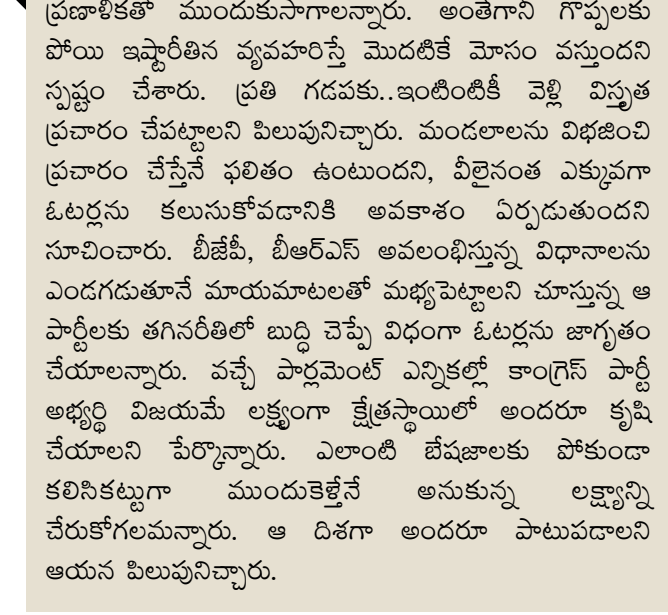 ప్రణాళికతో ముందుకుసాగాలన్నారు. అంతేగానీ గొప్పలకు
పోయి ఇష్టారీతిన వ్యవహరిస్తే మొదటికే మోసం వస్తుందని
స్పష్టం చేశారు. ప్రతి గడపకు..ఇంటింటికీ వెళ్లి విస్తృత
ప్రచారం చేపట్టాలని పిలుపునిచ్చారు. మండలాలను విభజించి
ప్రచారం చేస్తేనే ఫలితం ఉంటుందని, వీలైనంత ఎక్కువగా
ఓటర్లను కలుసుకోవడానికి అవకాశం ఏర్పడుతుందని
సూచించారు. బీజేపీ, బీఆర్ఎస్ అవలంభిస్తున్న విధానాలను
ఎండగడుతూనే మాయమాటలతో మభ్యపెట్టాలని చూస్తున్న ఆ
పార్టీలకు తగినరీతిలో బుద్ధి చెప్పే విధంగా ఓటర్లను జాగృతం
చేయాలన్నారు. వచ్చే పార్లమెంట్ ఎన్నికల్లో కాంగ్రెస్ పార్టీ
అభ్యర్థి విజయమే లక్ష్యంగా క్షేత్రస్థాయిలో అందరూ కృషి
చేయాలని పేర్కొన్నారు. ఎలాంటి బేషజాలకు పోకుండా
కలిసికట్టుగా ముందుకెళ్తేనే అనుకున్న లక్ష్యాన్ని
చేరుకోగలమన్నారు. ఆ దిశగా అందరూ పాటుపడాలని
ఆయన పిలుపునిచ్చారు.